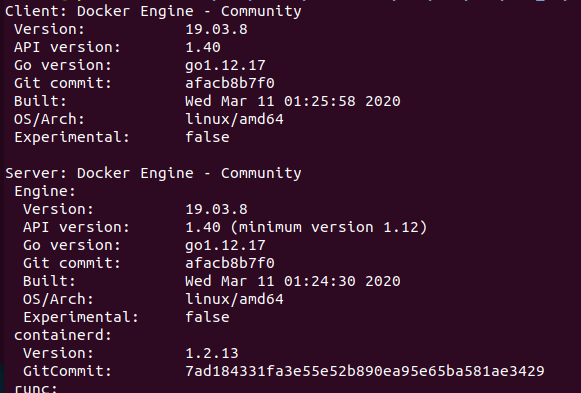 Client: Docker Engine - Community
 Version:           19.03.8
 API version:       1.40
 Go version:        go1.12.17
 Git commit:        afacb8b7f0
 Built:             Wed Mar 11 01:25:58 2020
 OS/Arch:           linux/amd64
 Experimental:      false

Server: Docker Engine - Community
 Engine:
  Version:          19.03.8
  API version:      1.40 (minimum version 1.12)
  Go version:       go1.12.17
  Git commit:       afacb8b7f0
  Built:            Wed Mar 11 01:24:30 2020
  OS/Arch:          linux/amd64
  Experimental:     false
 containerd:
  Version:          1.2.13
  GitCommit:        7ad184331fa3e55e52b890ea95e65ba581ae3429
 runc: